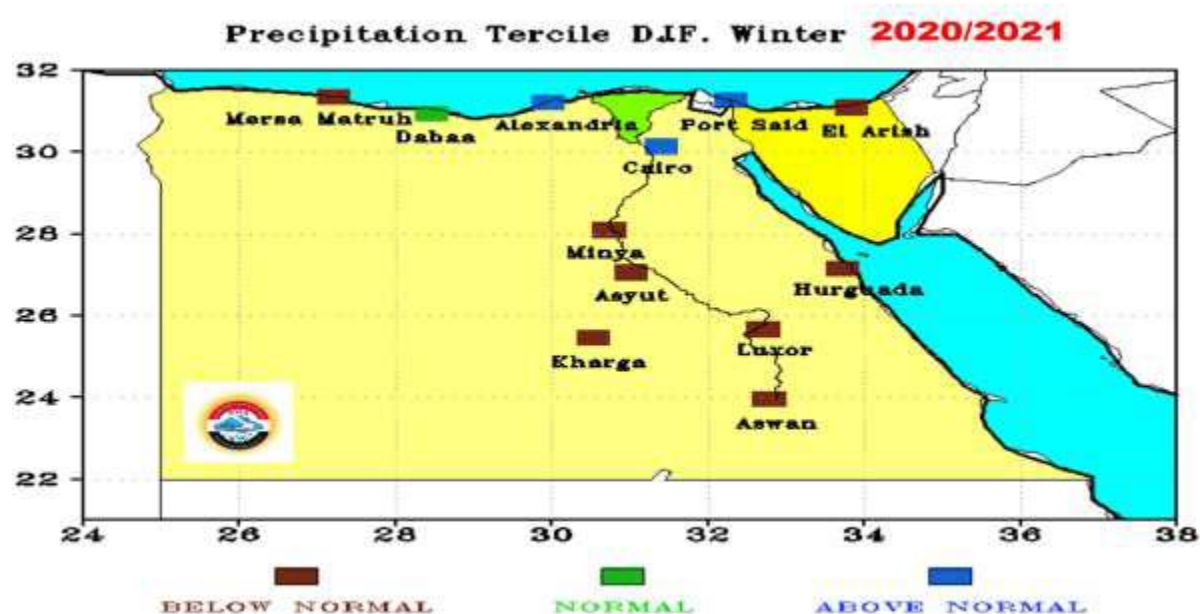 Precipitation Tercile DJF. Winter 2020/2021
32
30
28
26
24
22
Mersa Matruh
Dabaa
Alexandria
Port Said
El Arish
Cairo
Minya
Asyut
Hurguada
Kharga
Luxor
Aswan
24 26 28 30 32 34 36 38
BELOW NORMAL NORMAL ABOVE NORMAL